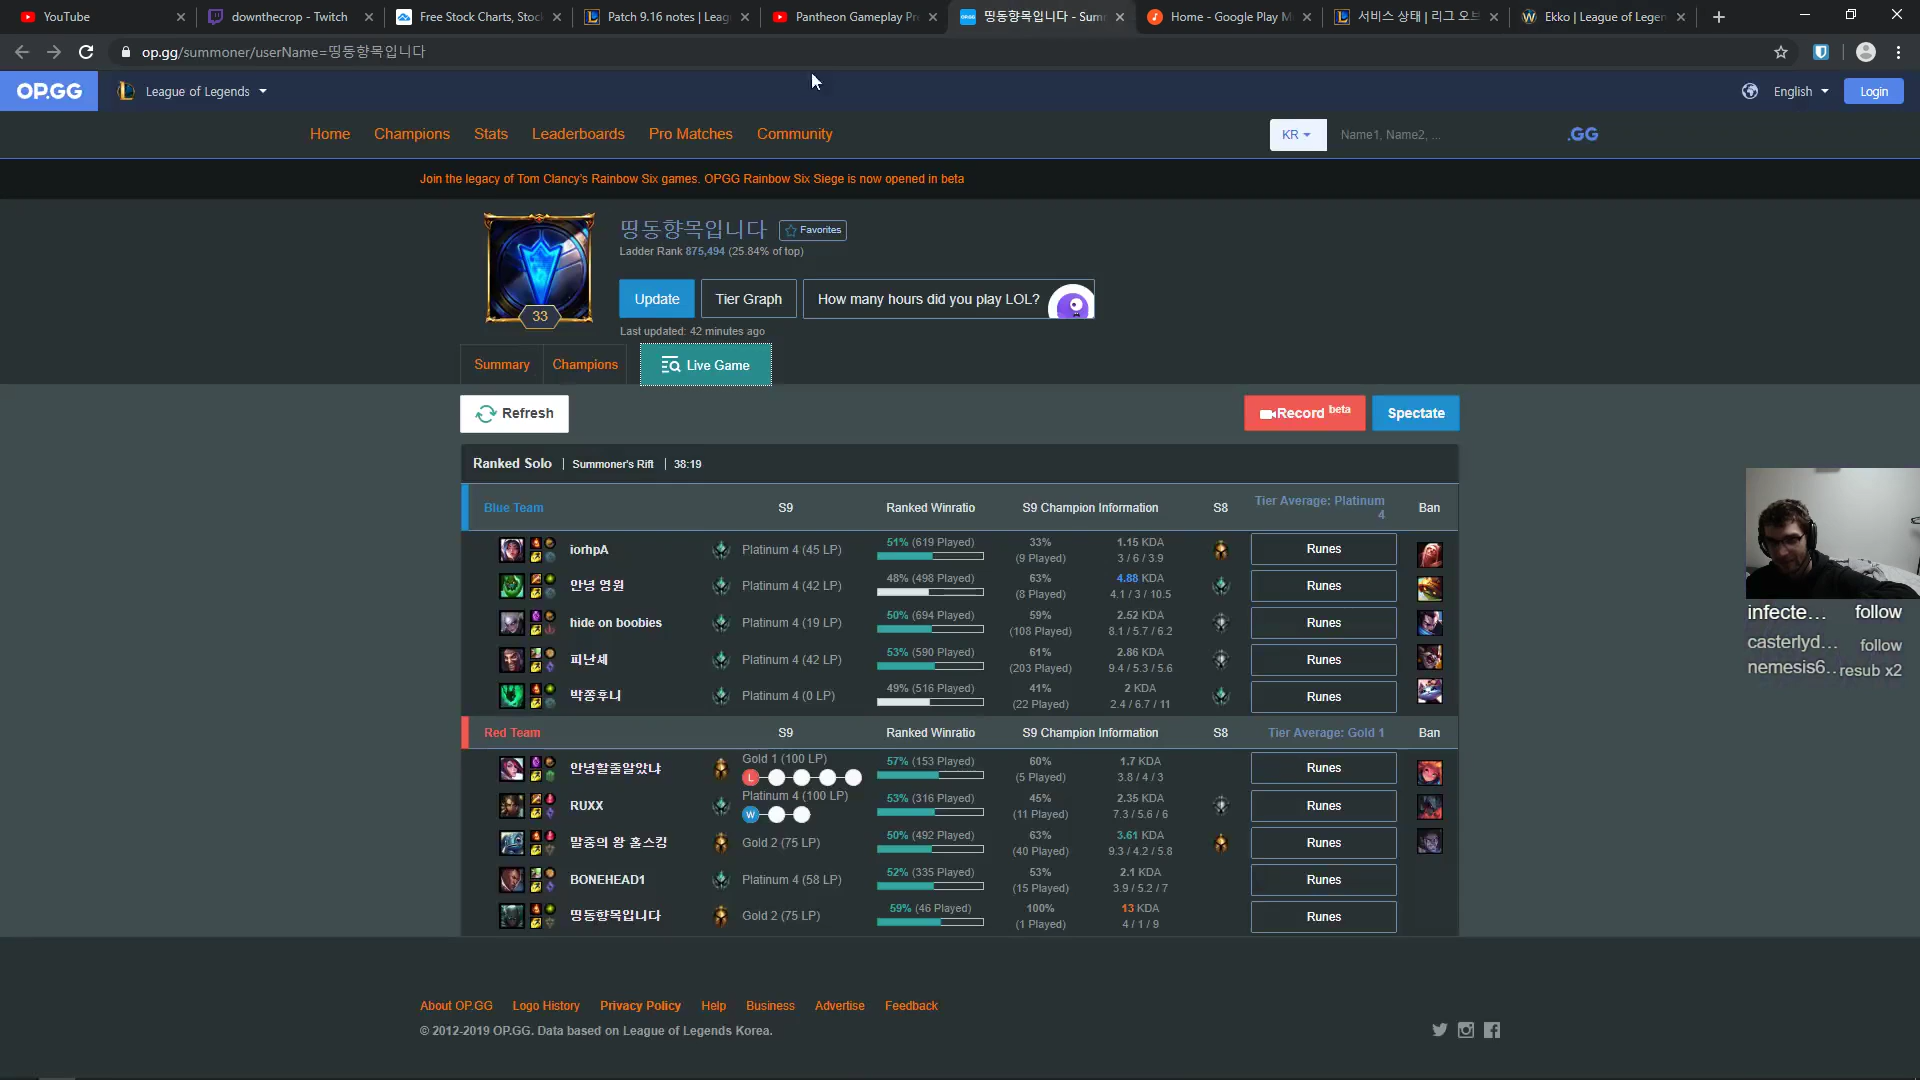 YouTube
downthecrop - Twitch
Free Stock Charts, Stoc
Patch 9.16 notes | Leag
Pantheon Gameplay Pr
띵동향목입니다 - Sum
Home - Google Play M
서비스 상태 | 리그 오브
Ekko | League of Legen
op.gg/summoner/userName=띵동향목입니다
OP.GG
League of Legends
English
Login
Home
Champions
Stats
Leaderboards
Pro Matches
Community
KR
Name1, Name2, ...
.GG
Join the legacy of Tom Clancy's Rainbow Six games. OPGG Rainbow Six Siege is now opened in beta
33
띵동향목입니다
Favorites
Ladder Rank 875,494 (25.84% of top)
Update
Tier Graph
How many hours did you play LOL?
Last updated: 42 minutes ago
Summary
Champions
Live Game
Refresh
Record beta
Spectate
Ranked Solo | Summoner's Rift | 38:19
Blue Team S9 Ranked Winratio S9 Champion Information S8 Tier Average: Platinum 4 Ban
iorhpA Platinum 4 (45 LP) 51% (619 Played) 33% (9 Played) 1.15 KDA 3 / 6 / 3.9 Runes
안녕 영원 Platinum 4 (42 LP) 48% (498 Played) 63% (8 Played) 4.88 KDA 4.1 / 3 / 10.5 Runes
hide on boobies Platinum 4 (19 LP) 50% (694 Played) 59% (108 Played) 2.52 KDA 8.1 / 5.7 / 6.2 Runes
피난세 Platinum 4 (42 LP) 53% (590 Played) 61% (203 Played) 2.86 KDA 9.4 / 5.3 / 5.6 Runes
박쫑후니 Platinum 4 (0 LP) 49% (516 Played) 41% (22 Played) 2 KDA 2.4 / 6.7 / 11 Runes
Red Team S9 Ranked Winratio S9 Champion Information S8 Tier Average: Gold 1 Ban
안녕할줄알았냐 Gold 1 (100 LP) L 57% (153 Played) 60% (5 Played) 1.7 KDA 3.8 / 4 / 3 Runes
RUXX Platinum 4 (100 LP) W 53% (316 Played) 45% (11 Played) 2.35 KDA 7.3 / 5.6 / 6 Runes
말중의 왕 홀스킹 Gold 2 (75 LP) 50% (492 Played) 63% (40 Played) 3.61 KDA 9.3 / 4.2 / 5.8 Runes
BONEHEAD1 Platinum 4 (58 LP) 52% (335 Played) 53% (15 Played) 2.1 KDA 3.9 / 5.2 / 7 Runes
띵동향목입니다 Gold 2 (75 LP) 59% (46 Played) 100% (1 Played) 13 KDA 4 / 1 / 9 Runes
infecte... follow
casterlyd... follow
nemesis6.. resub x2
About OP.GG
Logo History
Privacy Policy
Help
Business
Advertise
Feedback
© 2012-2019 OP.GG. Data based on League of Legends Korea.